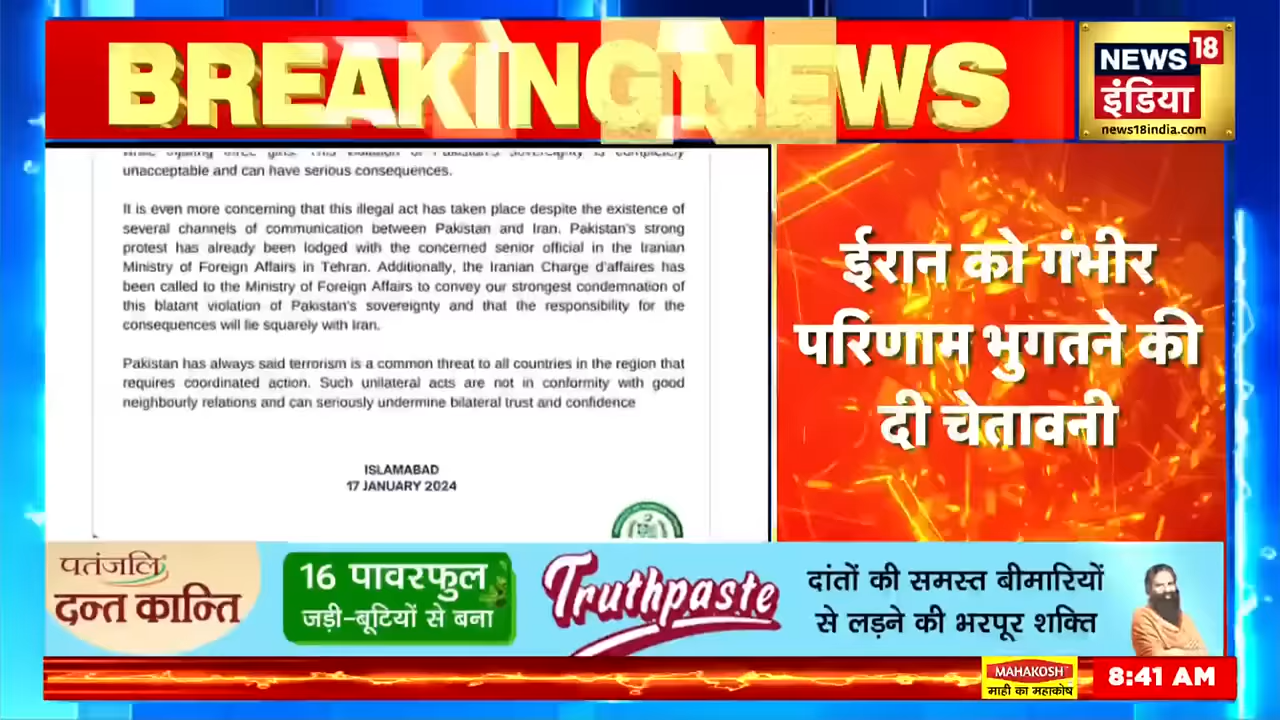 BREAKING NEWS
NEWS 18
इंडिया
news18india.com
unacceptable and can have serious consequences.
It is even more concerning that this illegal act has taken place despite the existence of
several channels of communication between Pakistan and Iran. Pakistan's strong
protest has already been lodged with the concerned senior official in the Iranian
Ministry of Foreign Affairs in Tehran. Additionally, the Iranian Charge d'affaires has
been called to the Ministry of Foreign Affairs to convey our strongest condemnation of
this blatant violation of Pakistan's sovereignty and that the responsibility for the
consequences will lie squarely with Iran.
Pakistan has always said terrorism is a common threat to all countries in the region that
requires coordinated action. Such unilateral acts are not in conformity with good
neighbourly relations and can seriously undermine bilateral trust and confidence
ISLAMABAD
17 JANUARY 2024
ईरान को गंभीर
परिणाम भुगतने की
दी चेतावनी
पतंजलि
दन्त कान्ति
16 पावरफुल
जड़ी-बूटियों से बना
Truthpaste
दांतों की समस्त बीमारियों
से लड़ने की भरपूर शक्ति
MAHAKOSH
माही का महाकोष
8:41 AM